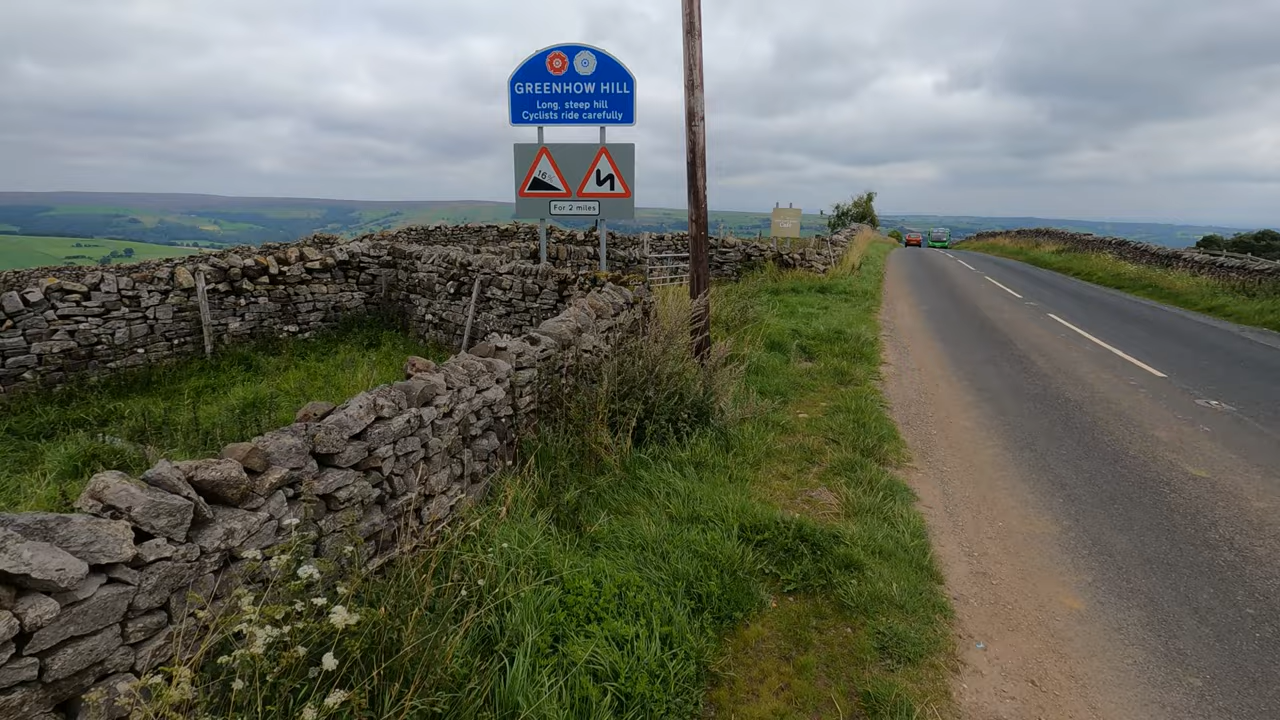 GREENHOW HILL
Long, steep hill
Cyclists ride carefully
16%
For 2 miles